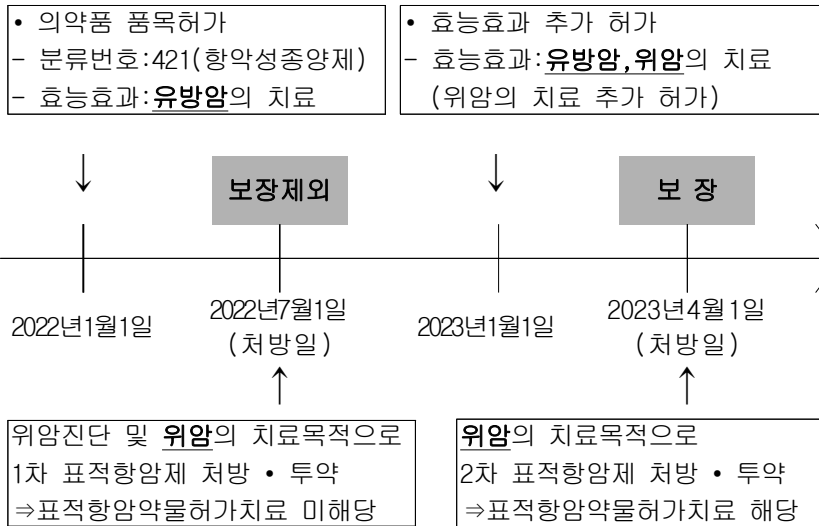 • 의약품 품목허가
- 분류번호:421(항악성종양제)
- 효능효과:유방암의 치료
• 효능효과 추가 허가
- 효능효과:유방암,위암의 치료
(위암의 치료 추가 허가)
보장제외
보 장
2022년1월1일
2022년7월1일
(처방일)
2023년1월1일
2023년4월1일
(처방일)
위암진단 및 위암의 치료목적으로
1차 표적항암제 처방 • 투약
⇒표적항암약물허가치료 미해당
위암의 치료목적으로
2차 표적항암제 처방 • 투약
⇒표적항암약물허가치료 해당